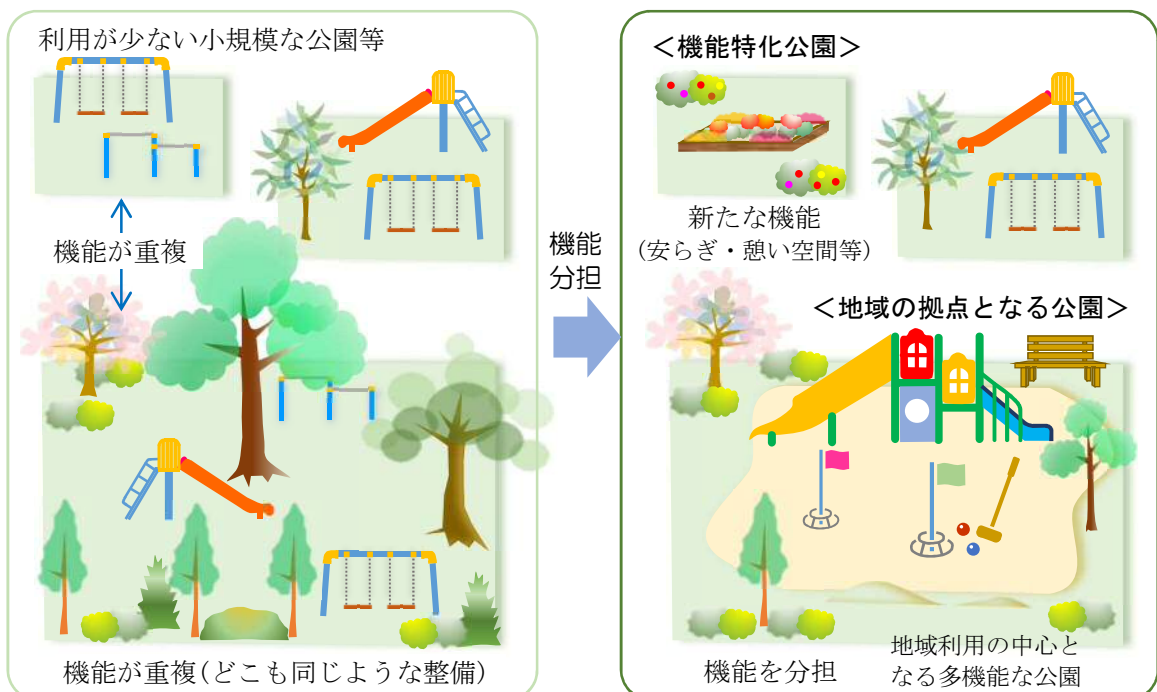 利用が少ない小規模な公園等
機能が重複
機能が重複(どこも同じような整備)
機能
分担
＜機能特化公園＞
新たな機能
(安らぎ・憩い空間等)
＜地域の拠点となる公園＞
機能を分担
地域利用の中心と
なる多機能な公園